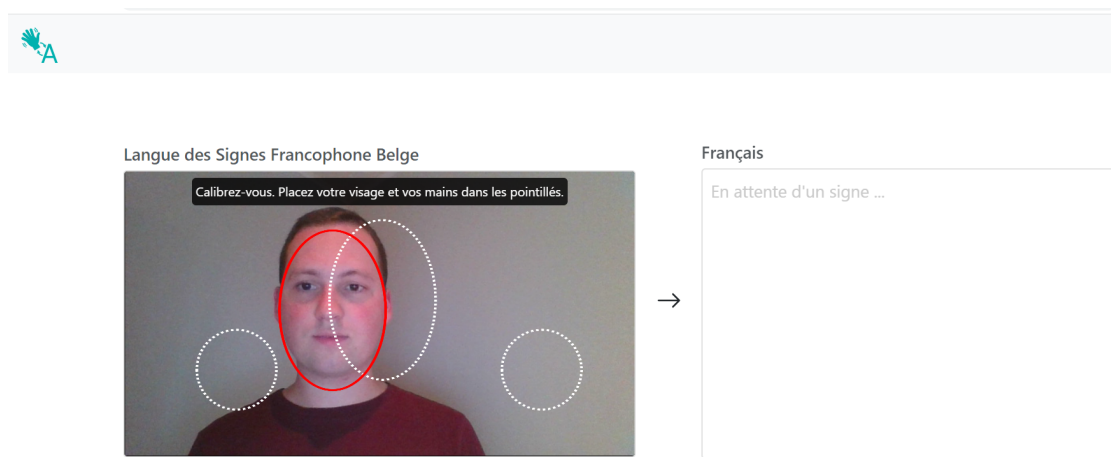 A
Langue des Signes Francophone Belge
Calibrez-vous. Placez votre visage et vos mains dans les pointillés.
Français
En attente d'un signe ...